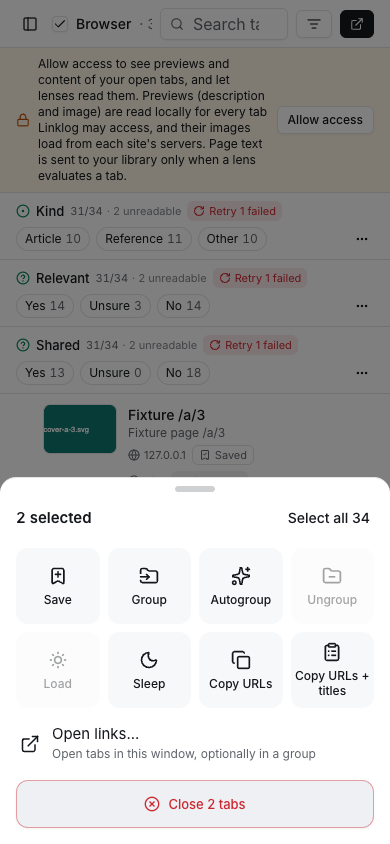 Browser · 3
Search ta
Allow access to see previews and
content of your open tabs, and let
lenses read them. Previews (description
and image) are read locally for every tab
Linklog may access, and their images
load from each site's servers. Page text
is sent to your library only when a lens
evaluates a tab.
Allow access
Kind 31/34 · 2 unreadable Retry 1 failed
Article 10 Reference 11 Other 10
Relevant 31/34 · 2 unreadable Retry 1 failed
Yes 14 Unsure 3 No 14
Shared 31/34 · 2 unreadable Retry 1 failed
Yes 13 Unsure 0 No 18
cover-a-3.svg
Fixture /a/3
Fixture page /a/3
127.0.0.1 Saved
2 selected Select all 34
Save Group Autogroup Ungroup
Load Sleep Copy URLs Copy URLs +
titles
Open links...
Open tabs in this window, optionally in a group
Close 2 tabs